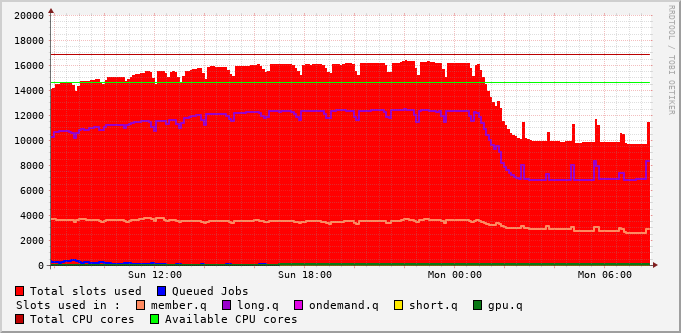 20000
18000
16000
14000
12000
10000
8000
6000
4000
2000
0
Sun 12:00 Sun 18:00 Mon 00:00 Mon 06:00
Total slots used Queued Jobs
Slots used in : member.q long.q ondemand.q short.q gpu.q
Total CPU cores Available CPU cores
RRDTOOL / TOBI OETIKER